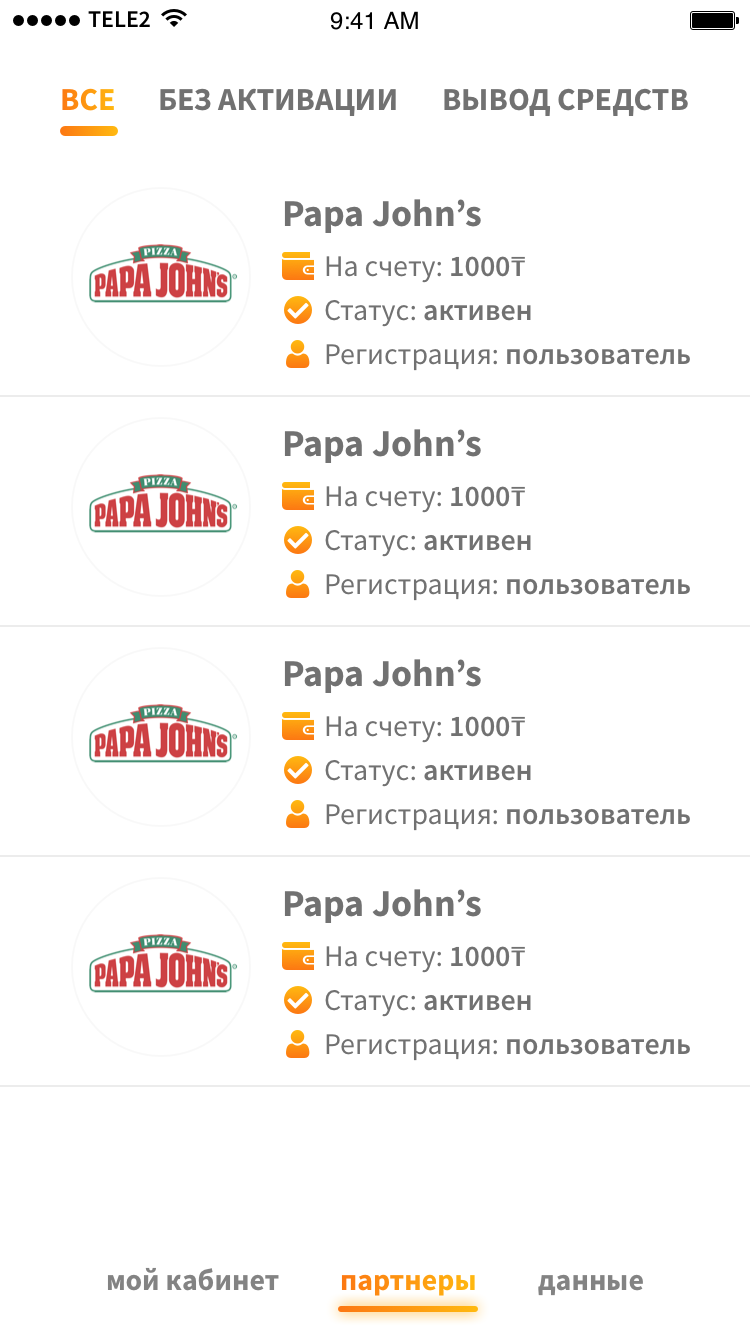 TELE2 9:41 AM
ВСЕ БЕЗ АКТИВАЦИИ ВЫВОД СРЕДСТВ
Papa John’s
PIZZA
PAPA JOHN'S
На счету: 1000₸
Статус: активен
Регистрация: пользователь
Papa John’s
PIZZA
PAPA JOHN'S
На счету: 1000₸
Статус: активен
Регистрация: пользователь
Papa John’s
PIZZA
PAPA JOHN'S
На счету: 1000₸
Статус: активен
Регистрация: пользователь
Papa John’s
PIZZA
PAPA JOHN'S
На счету: 1000₸
Статус: активен
Регистрация: пользователь
мой кабинет партнеры данные